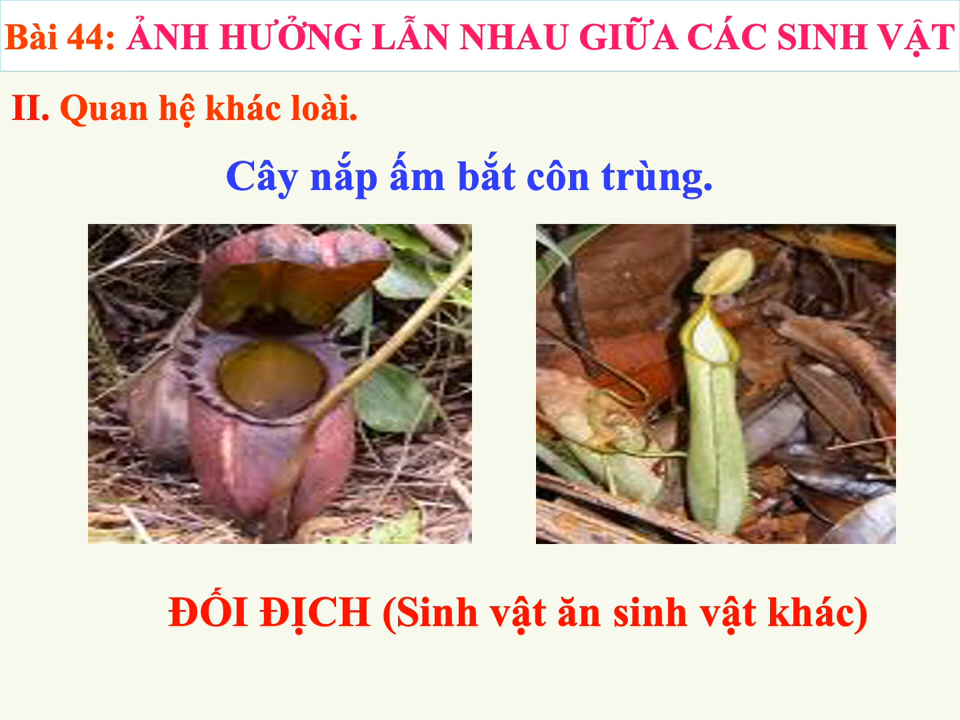 Bài 44: ẢNH HƯỞNG LẪN NHAU GIỮA CÁC SINH VẬT
II. Quan hệ khác loài.
Cây nắp ấm bắt côn trùng.
ĐỐI ĐỊCH (Sinh vật ăn sinh vật khác)